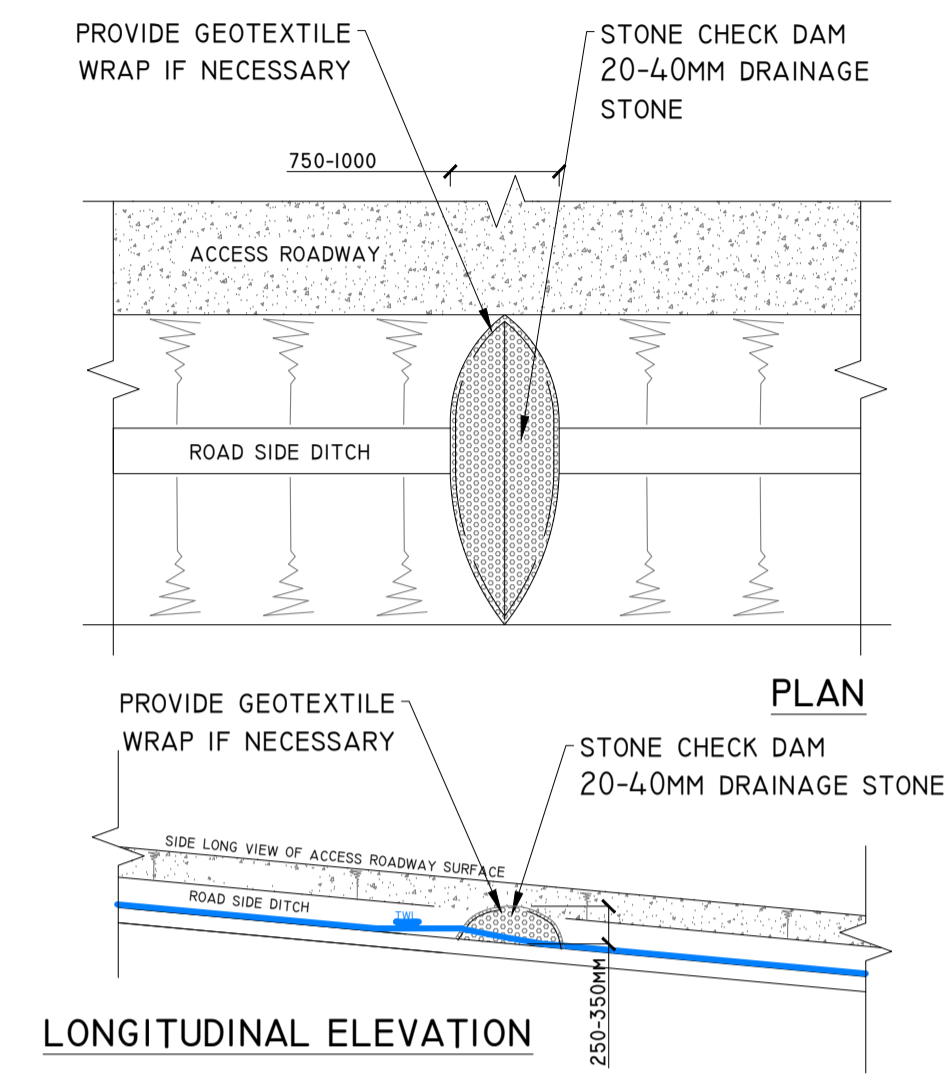 PROVIDE GEOTEXTILE
WRAP IF NECESSARY
STONE CHECK DAM
20-40MM DRAINAGE
STONE
750-1000
ACCESS ROADWAY
ROAD SIDE DITCH
PLAN
PROVIDE GEOTEXTILE
WRAP IF NECESSARY
STONE CHECK DAM
20-40MM DRAINAGE STONE
SIDE LONG VIEW OF ACCESS ROADWAY SURFACE
ROAD SIDE DITCH
TWL
250-350MM
LONGITUDINAL ELEVATION